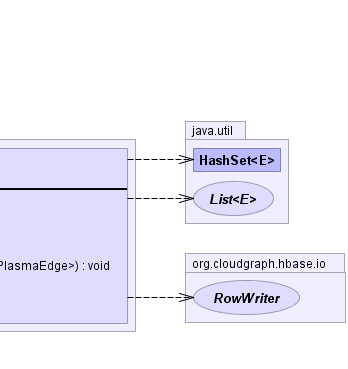 java.util
HashSet<E>
List<E>
PlasmaEdge>) : void
org.cloudgraph.hbase.io
RowWriter